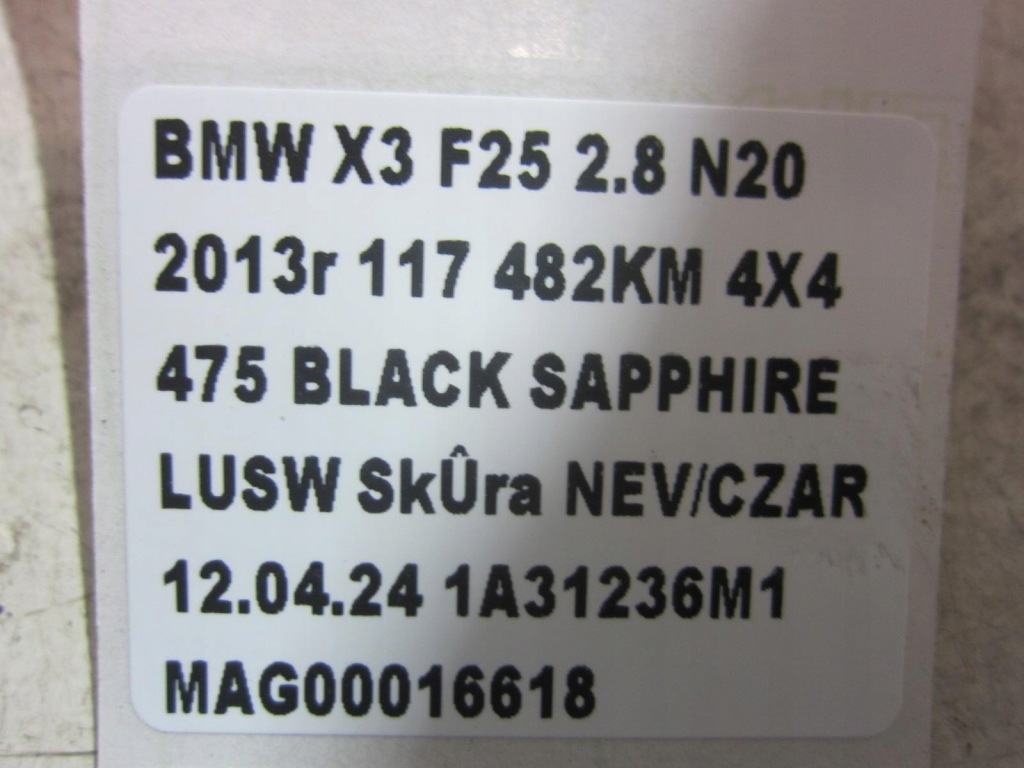 BMW X3 F25 2.8 N20
2013r 117 482KM 4X4
475 BLACK SAPPHIRE
LUSW SkÛra NEV/CZAR
12.04.24 1A31236M1
MAG00016618